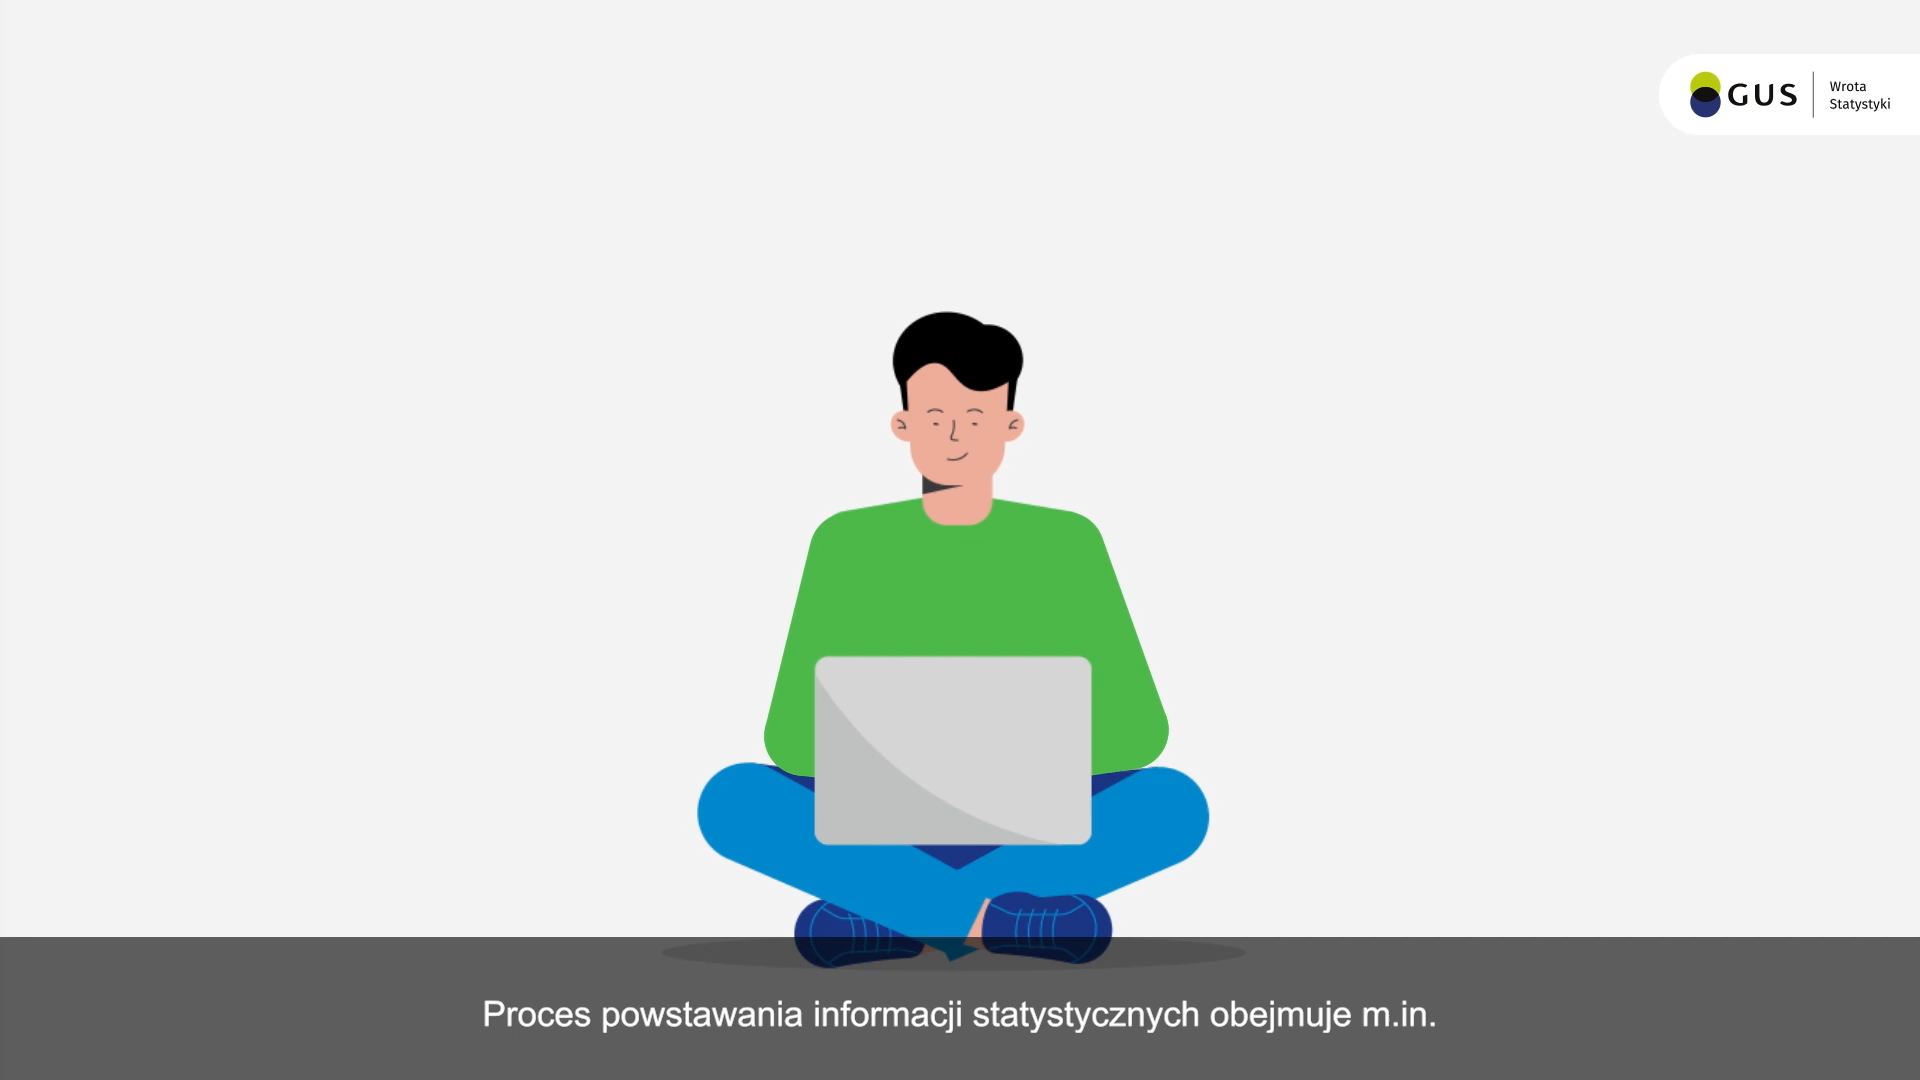 GUS
Wrota
Statystyki
Proces powstawania informacji statystycznych obejmuje m.in.